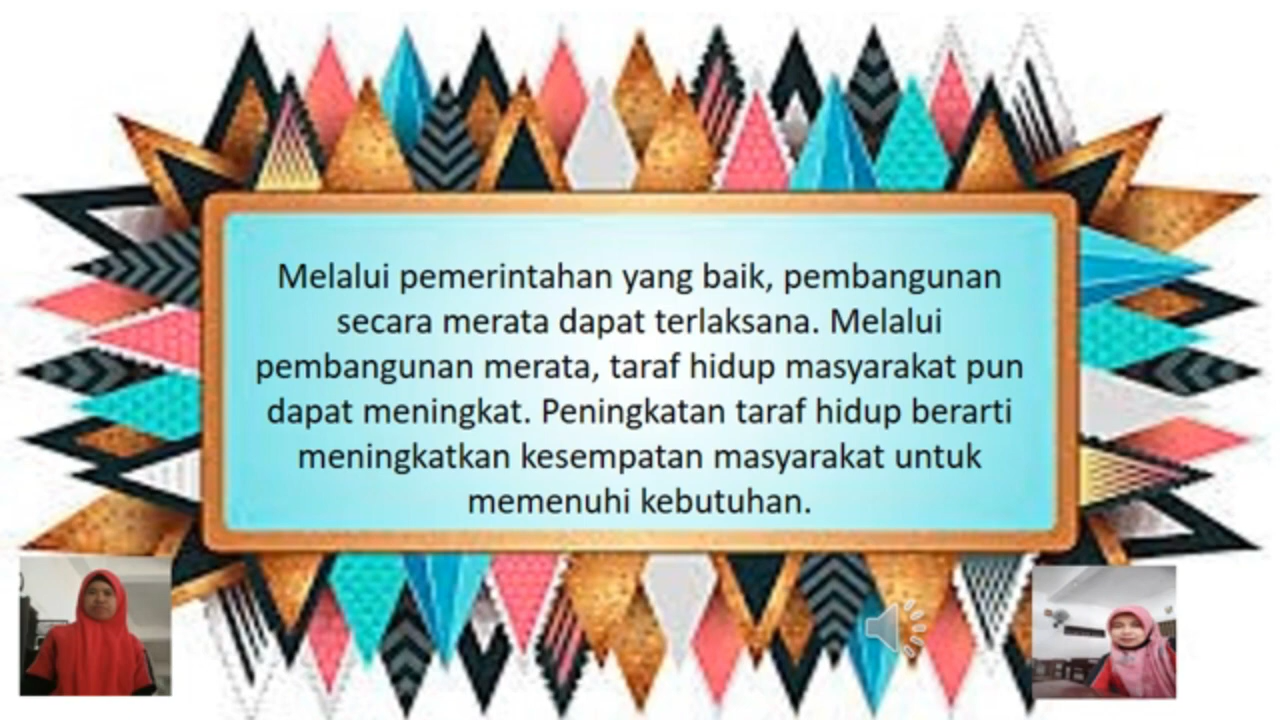 Melalui pemerintahan yang baik, pembangunan
secara merata dapat terlaksana. Melalui
pembangunan merata, taraf hidup masyarakat pun
dapat meningkat. Peningkatan taraf hidup berarti
meningkatkan kesempatan masyarakat untuk
memenuhi kebutuhan.